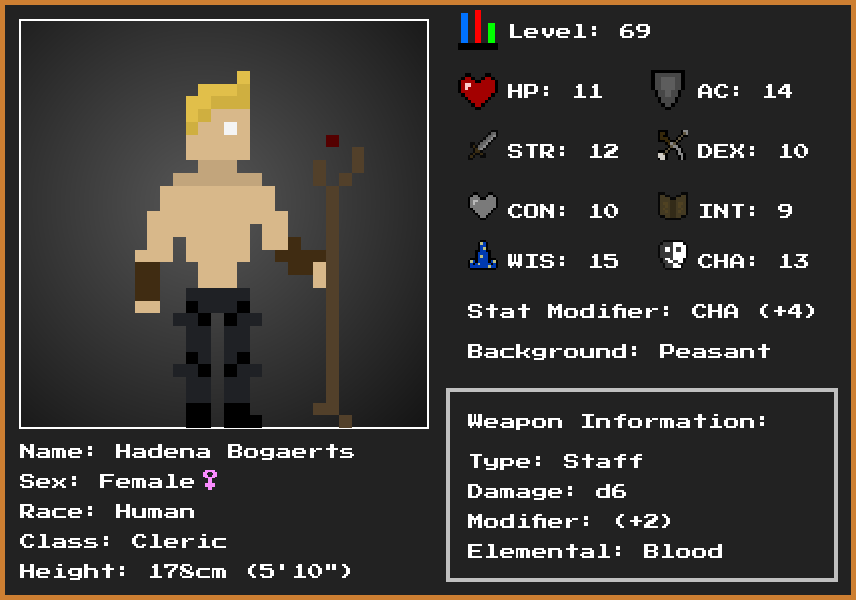 Level: 69
HP: 11 AC: 14
STR: 12 DEX: 10
CON: 10 INT: 9
WIS: 15 CHA: 13
Stat Modifier: CHA (+4)
Background: Peasant
Weapon Information:
Type: Staff
Damage: d6
Modifier: (+2)
Elemental: Blood
Name: Hadena Bogaerts
Sex: Female♀
Race: Human
Class: Cleric
Height: 178cm (5'10")